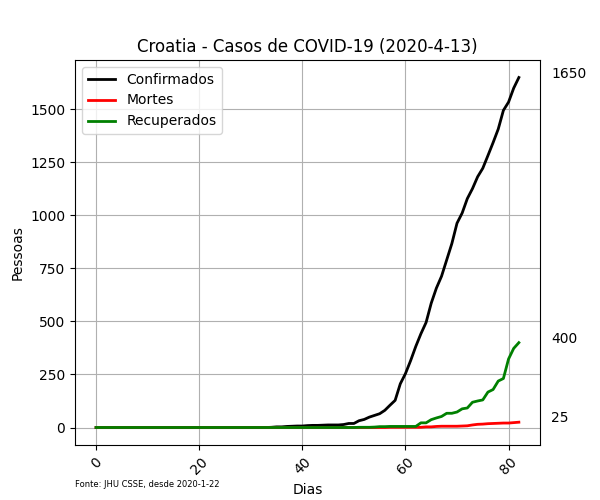 Croatia - Casos de COVID-19 (2020-4-13)
Confirmados
Mortes
Recuperados
1650
400
25
Pessoas
1500
1250
1000
750
500
250
0
0
20
40
60
80
Dias
Fonte: JHU CSSE, desde 2020-1-22